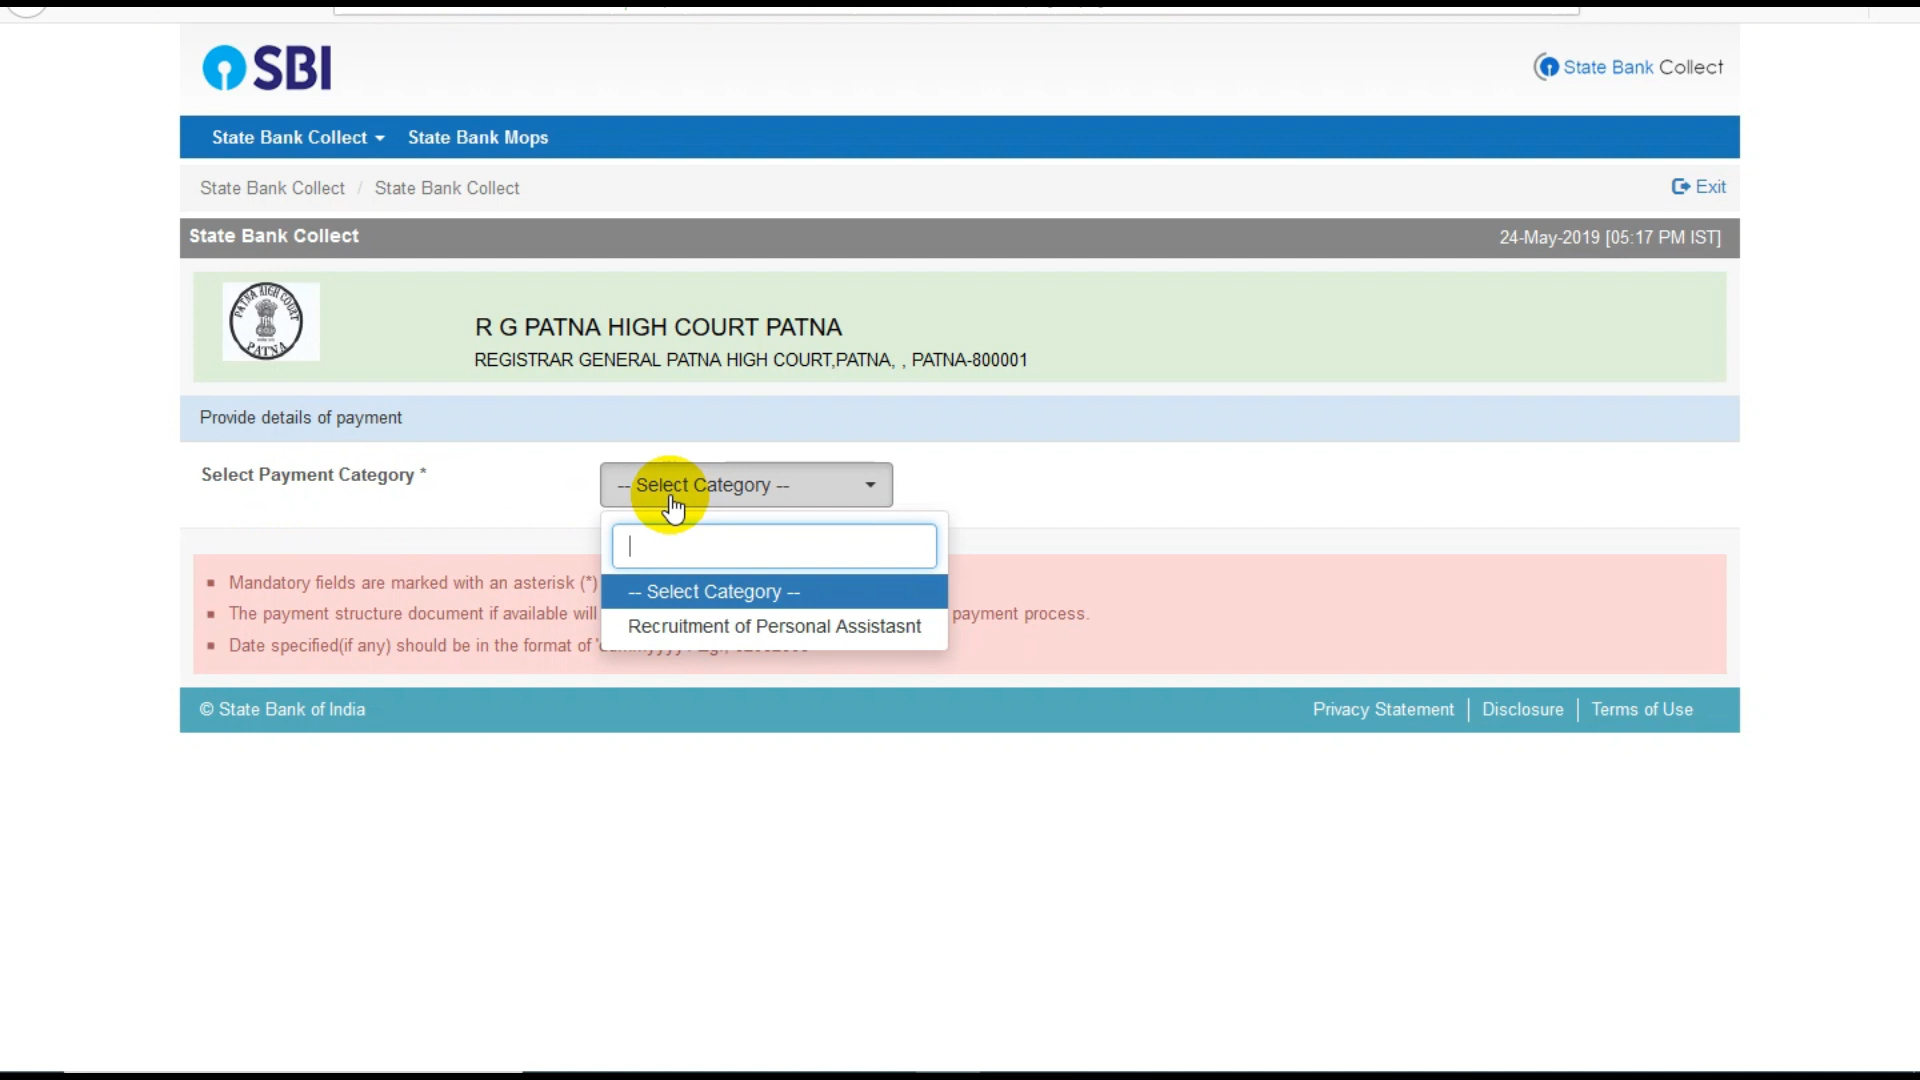 SBI
State Bank Collect
State Bank Collect State Bank Mops
State Bank Collect / State Bank Collect
Exit
State Bank Collect
24-May-2019 [05:17 PM IST]
PATNA HIGH COURT
PATNA
R G PATNA HIGH COURT PATNA
REGISTRAR GENERAL PATNA HIGH COURT,PATNA, , PATNA-800001
Provide details of payment
Select Payment Category *
-- Select Category --
-- Select Category --
Recruitment of Personal Assistasnt
Mandatory fields are marked with an asterisk (*)
The payment structure document if available will payment process.
Date specified(if any) should be in the format of
© State Bank of India
Privacy Statement | Disclosure | Terms of Use